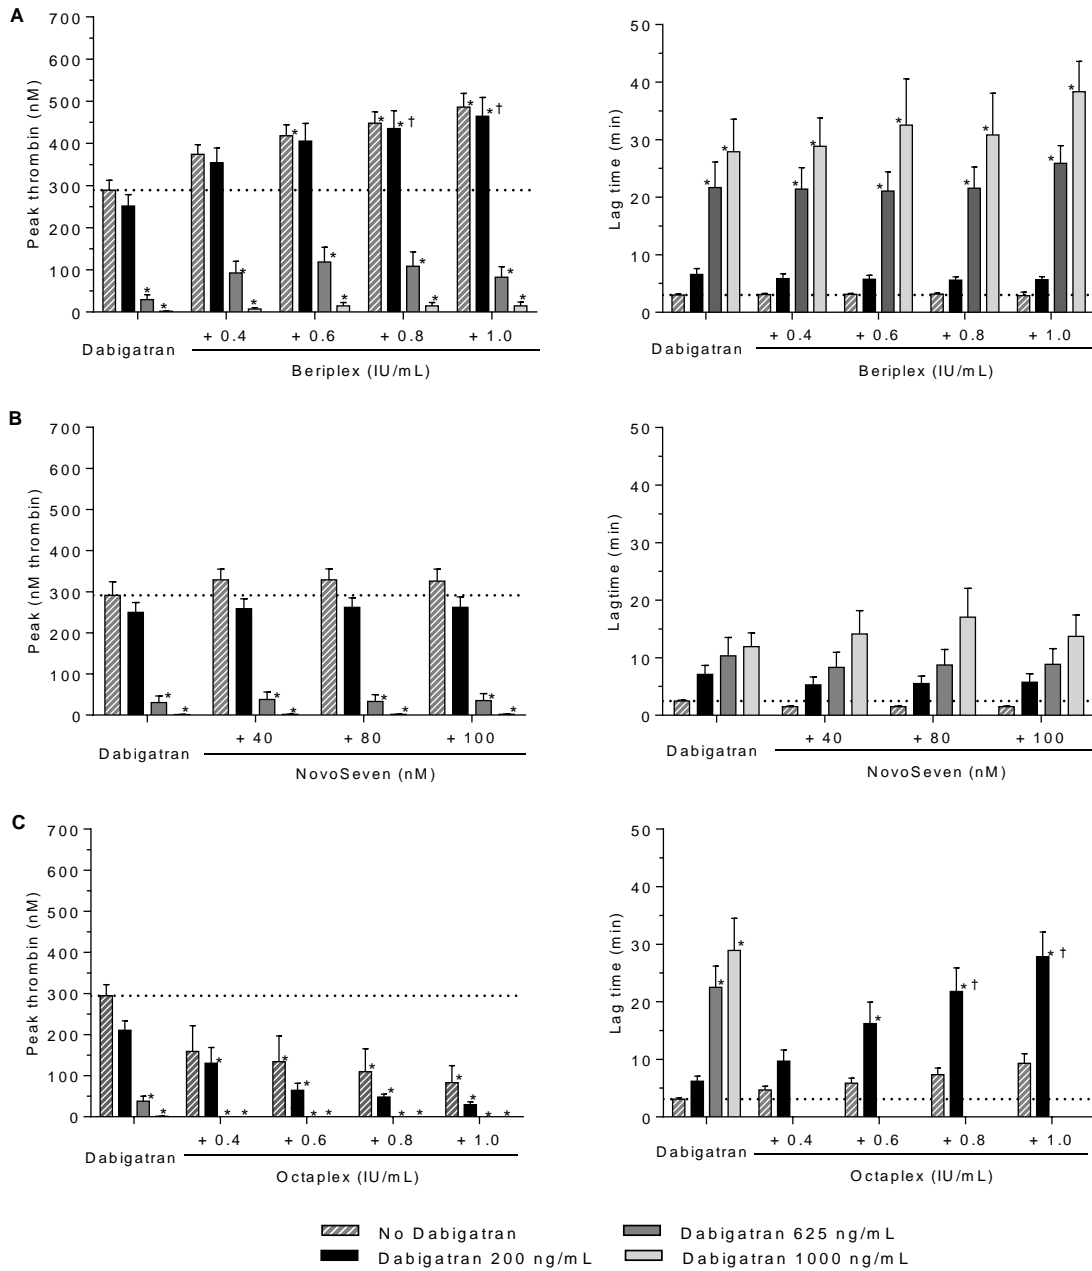 A
700
600
500
400
300
200
100
0
Peak thrombin (nM)
* * * † * †
* * * * *
* * * * *
Dabigatran
+ 0.4 + 0.6 + 0.8 + 1.0
Beriplex (IU/mL)
50
40
30
20
10
0
Lag time (min)
* * * * *
* * * * *
Dabigatran
+ 0.4 + 0.6 + 0.8 + 1.0
Beriplex (IU/mL)
B
700
600
500
400
300
200
100
0
Peak (nM thrombin)
* * * *
* * * *
Dabigatran
+ 40 + 80 + 100
NovoSeven (nM)
50
40
30
20
10
0
Lagtime (min)
Dabigatran
+ 40 + 80 + 100
NovoSeven (nM)
C
700
600
500
400
300
200
100
0
Peak thrombin (nM)
* * * *
* * * *
* * * * * * * * * *
Dabigatran
+ 0.4 + 0.6 + 0.8 + 1.0
Octaplex (IU/mL)
50
40
30
20
10
0
Lag time (min)
* * * * † * †
Dabigatran
+ 0.4 + 0.6 + 0.8 + 1.0
Octaplex (IU/mL)
No Dabigatran
Dabigatran 200 ng/mL
Dabigatran 625 ng/mL
Dabigatran 1000 ng/mL